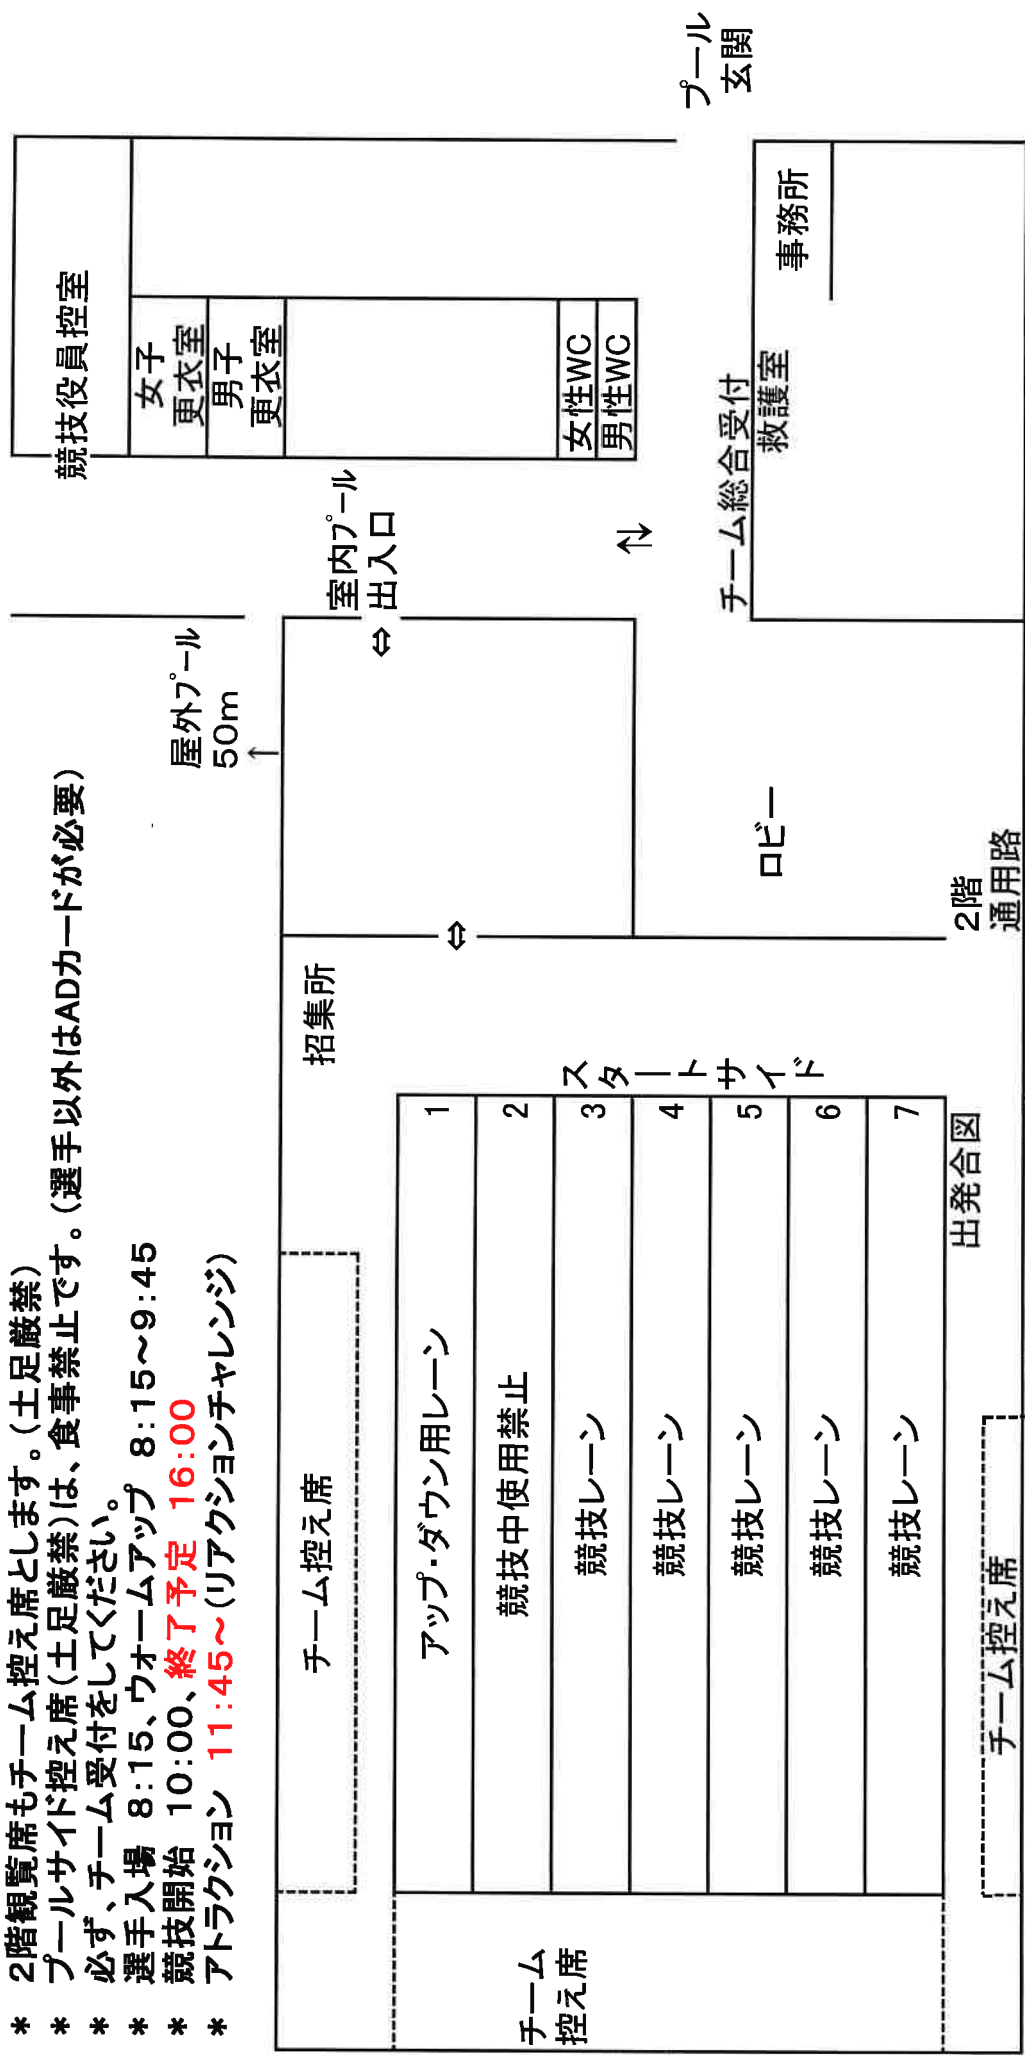 * 2階観覧席もチーム控え席とします。(土足厳禁)
* プールサイド控え席(土足厳禁)は、食事禁止です。(選手以外はADカードが必要)
* 必ず、チーム受付をしてください。
* 選手入場 8:15、ウォームアップ 8:15~9:45
* 競技開始 10:00、終了予定 16:00
* アトラクション 11:45~(リアクションチャレンジ)
競技役員控室
女子
更衣室
男子
更衣室
女性WC
男性WC
プール
玄関
事務所
救護室
チーム総合受付
⇅
室内プール
出入口
⇔
屋外プール
50m
↑
ロビー
2階
通用路
⇔
招集所
スタートサイド
チーム控え席
アップ・ダウン用レーン 1
競技中使用禁止 2
競技レーン 3
競技レーン 4
競技レーン 5
競技レーン 6
競技レーン 7
出発合図
チーム
控え席
チーム控え席